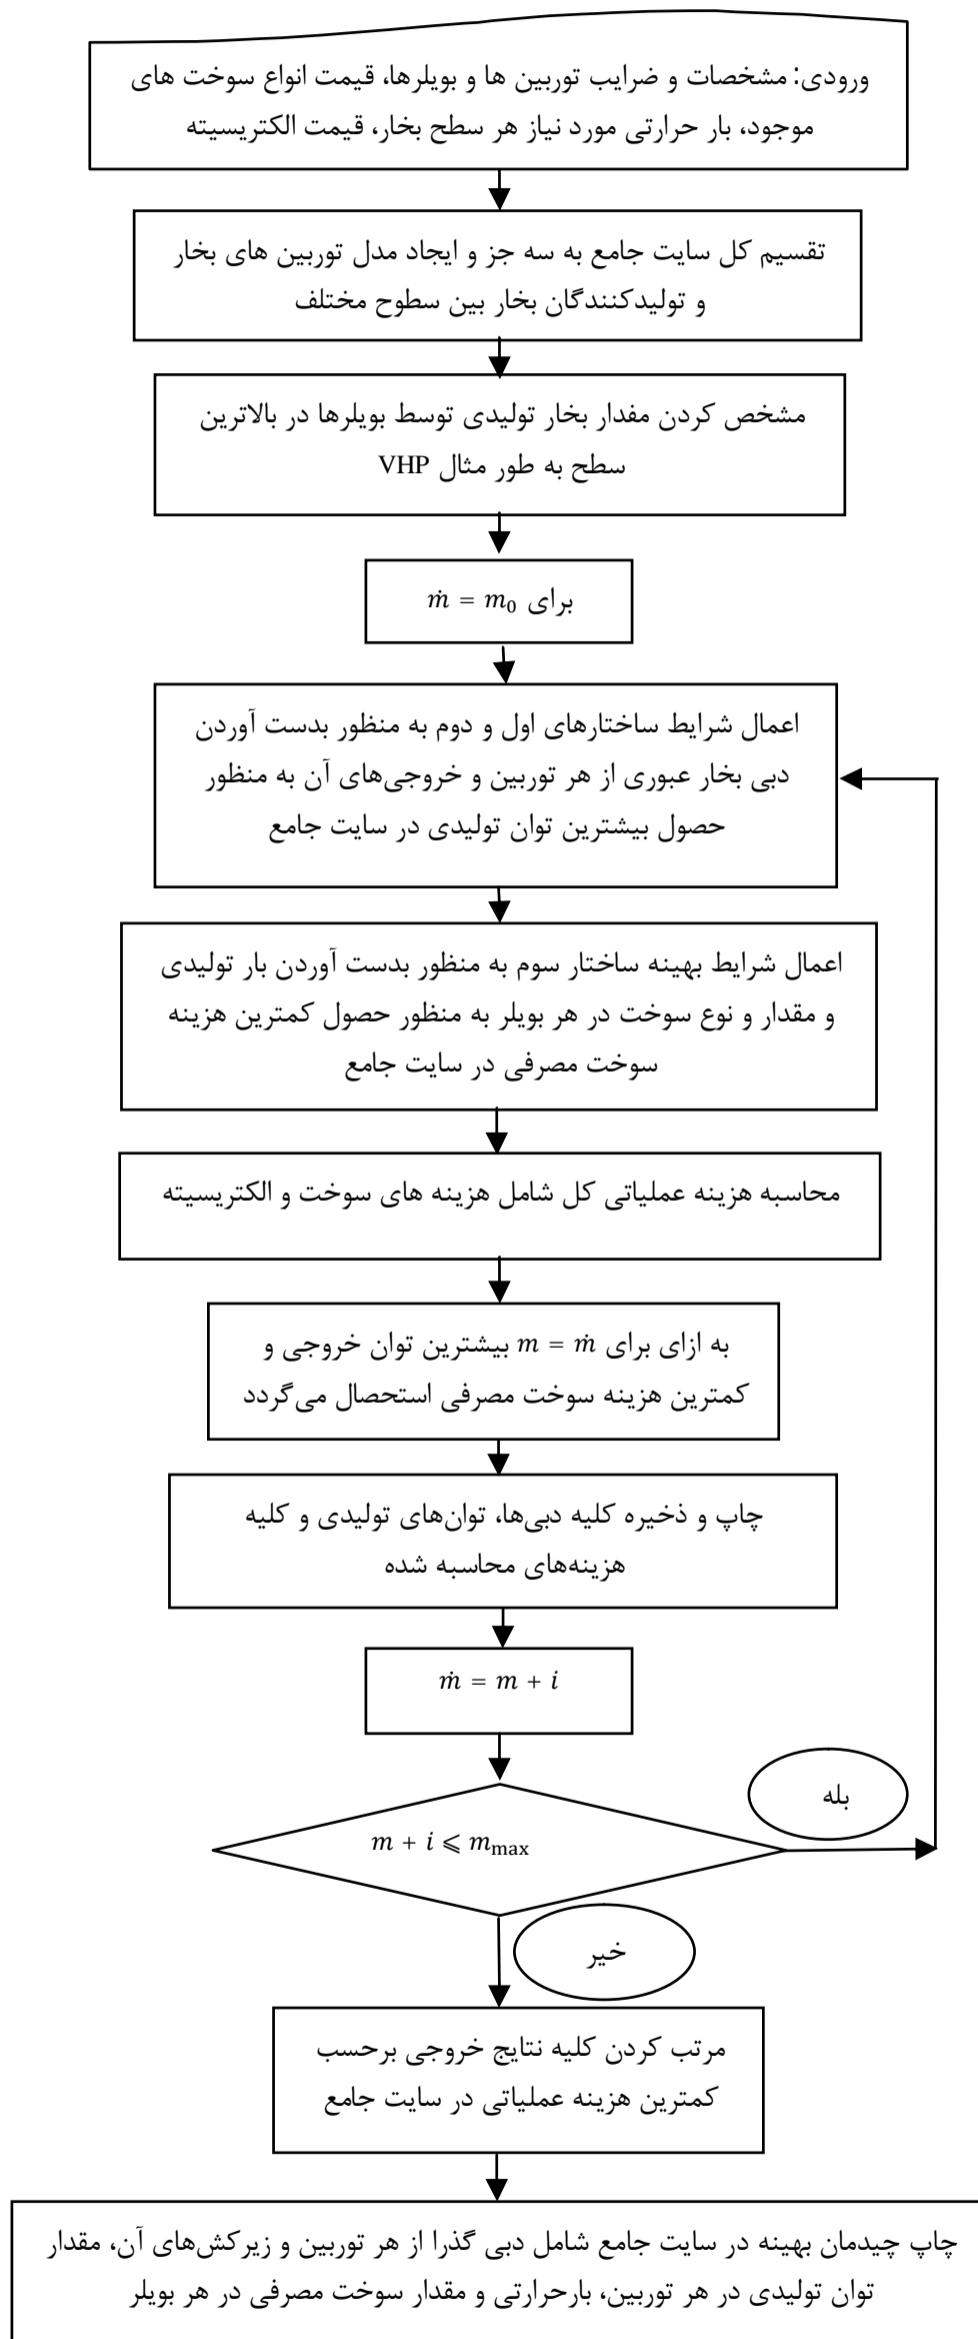 ورودی: مشخصات و ضرایب توربین ها و بویلرها، قیمت انواع سوخت های
موجود، بار حرارتی مورد نیاز هر سطح بخار، قیمت الکتریسیته
تقسیم کل سایت جامع به سه جز و ایجاد مدل توربین های بخار
و تولیدکنندگان بخار بین سطوح مختلف
مشخص کردن مفدار بخار تولیدی توسط بویلرها در بالاترین
سطح به طور مثال VHP
برای ṁ = m₀
اعمال شرایط ساختارهای اول و دوم به منظور بدست آوردن
دبی بخار عبوری از هر توربین و خروجی‌های آن به منظور
حصول بیشترین توان تولیدی در سایت جامع
اعمال شرایط بهینه ساختار سوم به منظور بدست آوردن بار تولیدی
و مقدار و نوع سوخت در هر بویلر به منظور حصول کمترین هزینه
سوخت مصرفی در سایت جامع
محاسبه هزینه عملیاتی کل شامل هزینه های سوخت و الکتریسیته
به ازای برای m = ṁ بیشترین توان خروجی و
کمترین هزینه سوخت مصرفی استحصال می‌گردد
چاپ و ذخیره کلیه دبی‌ها، توان‌های تولیدی و کلیه
هزینه‌های محاسبه شده
ṁ = m + i
m + i ⩽ m_max
بله
خیر
مرتب کردن کلیه نتایج خروجی برحسب
کمترین هزینه عملیاتی در سایت جامع
چاپ چیدمان بهینه در سایت جامع شامل دبی گذرا از هر توربین و زیرکش‌های آن، مقدار
توان تولیدی در هر توربین، بارحرارتی و مقدار سوخت مصرفی در هر بویلر